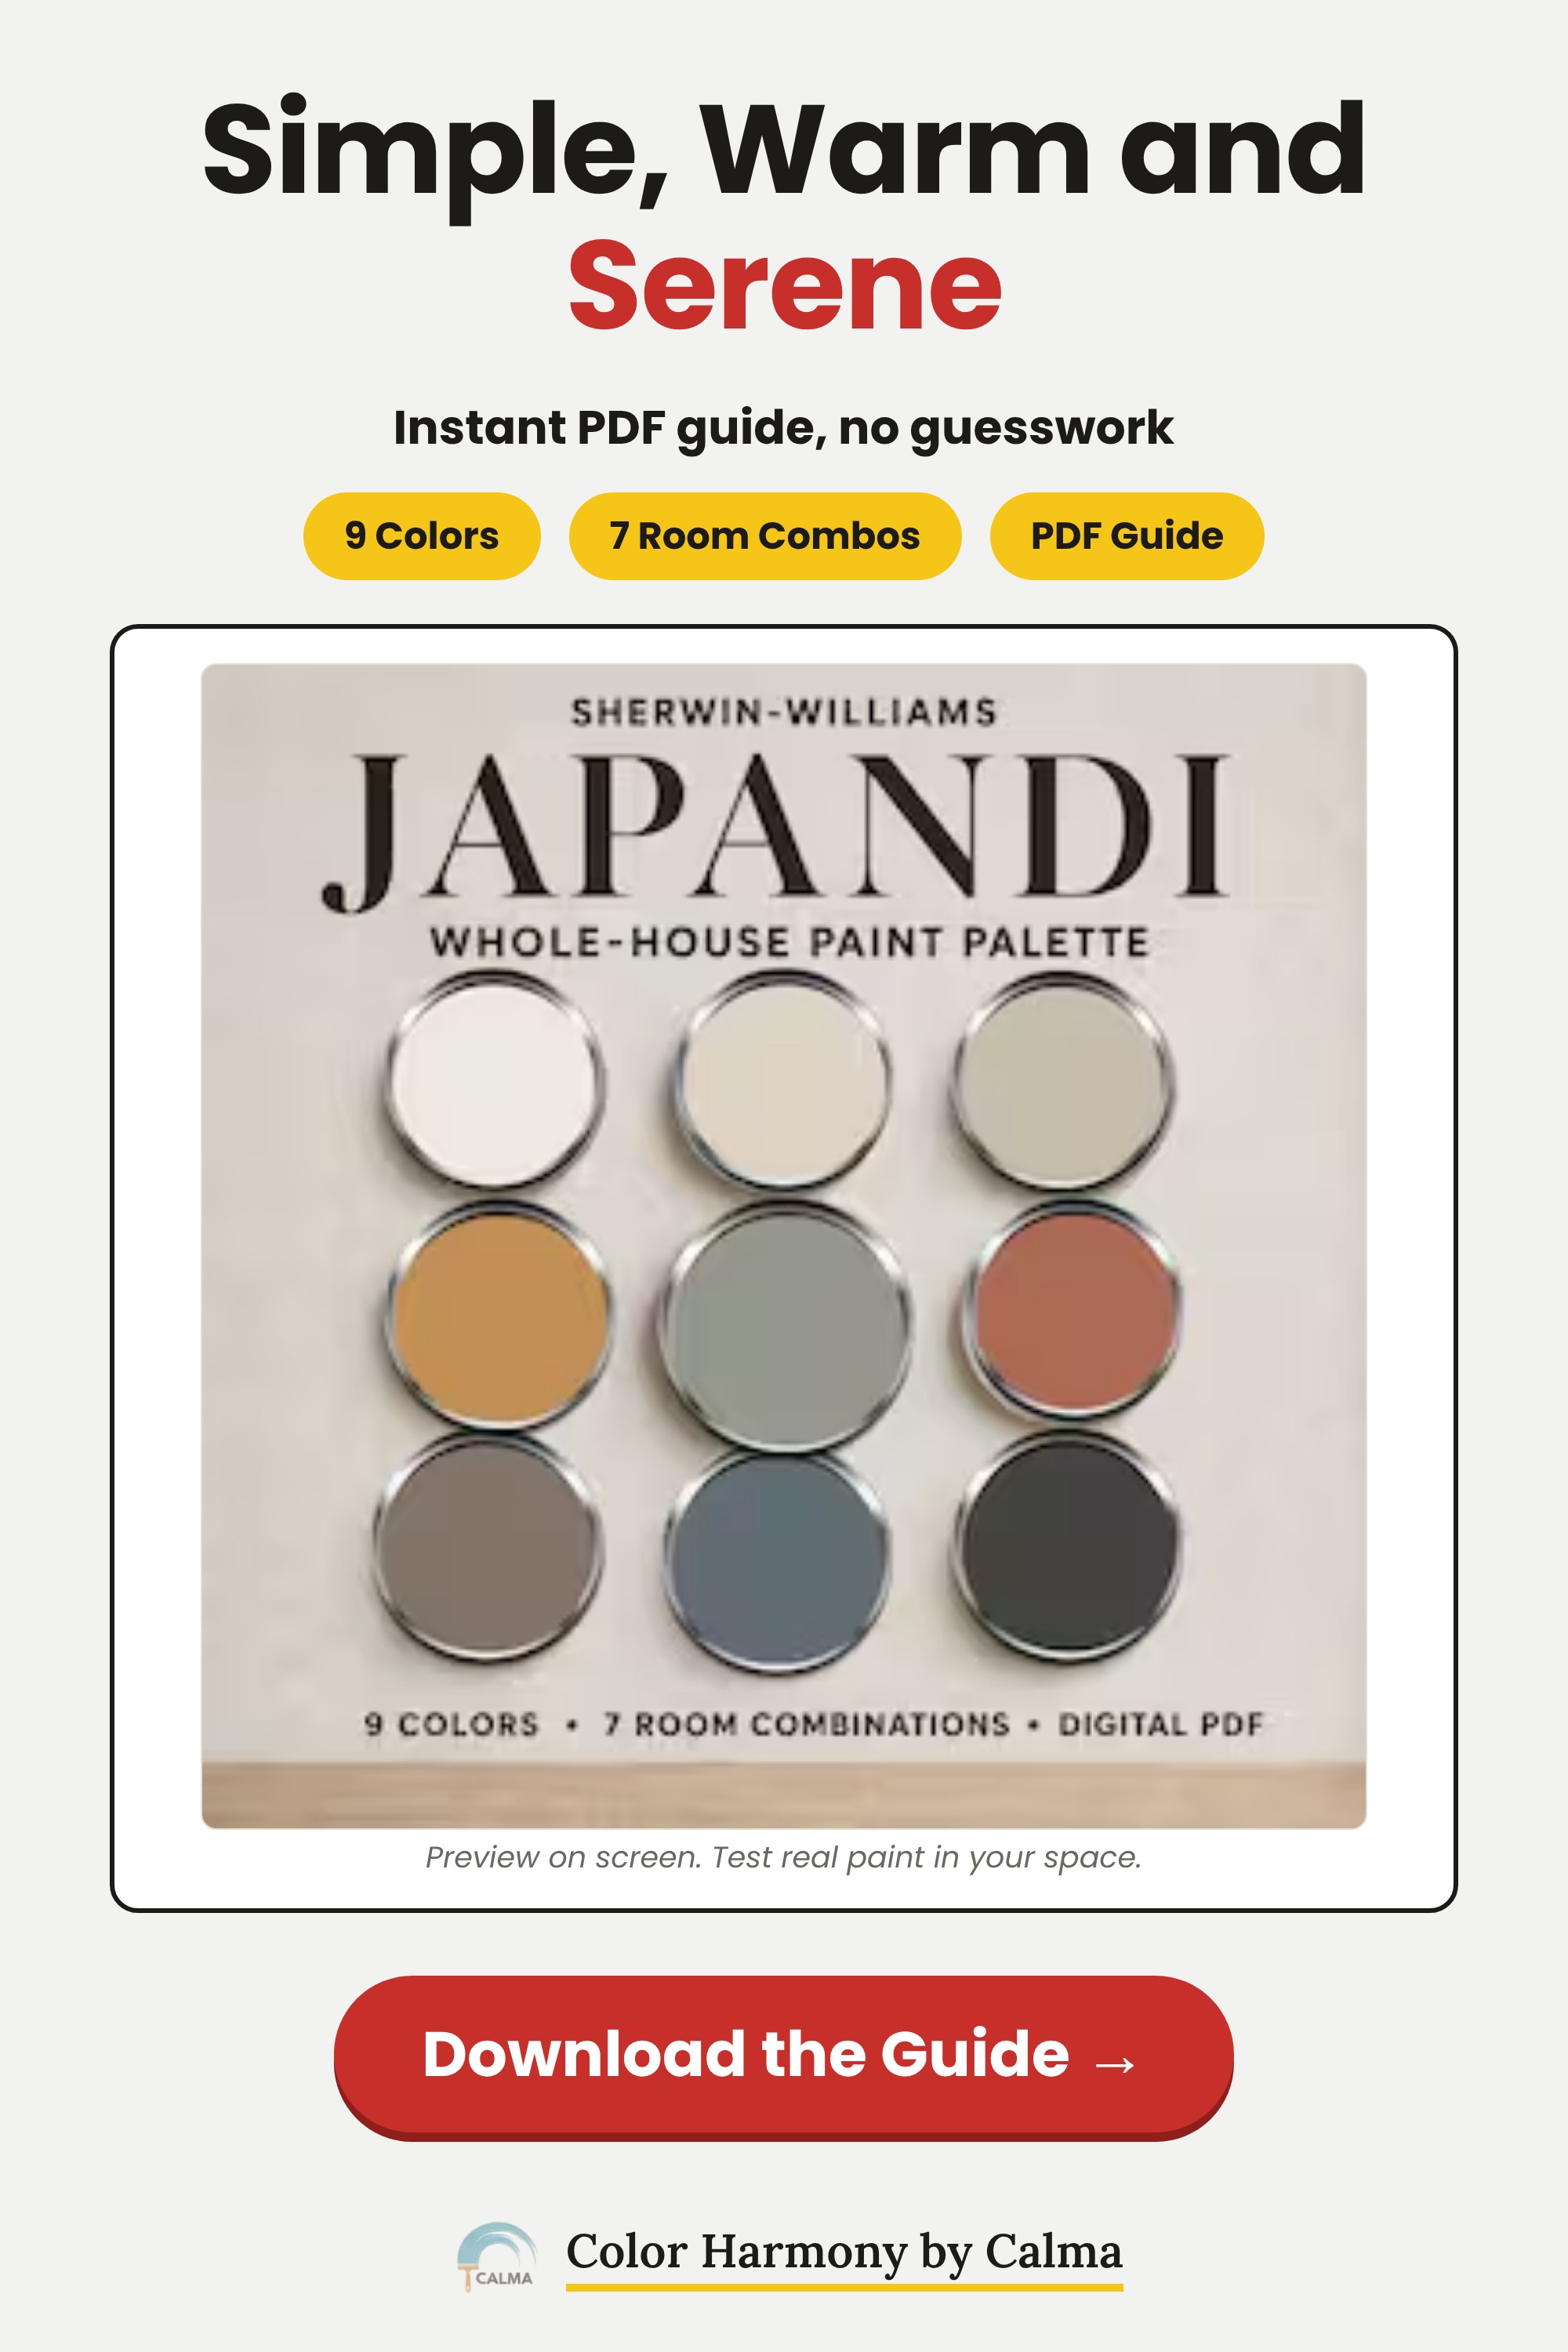 Simple, Warm and
Serene
Instant PDF guide, no guesswork
9 Colors
7 Room Combos
PDF Guide
SHERWIN-WILLIAMS
JAPANDI
WHOLE-HOUSE PAINT PALETTE
9 COLORS • 7 ROOM COMBINATIONS • DIGITAL PDF
Preview on screen. Test real paint in your space.
Download the Guide →
CALMA
Color Harmony by Calma